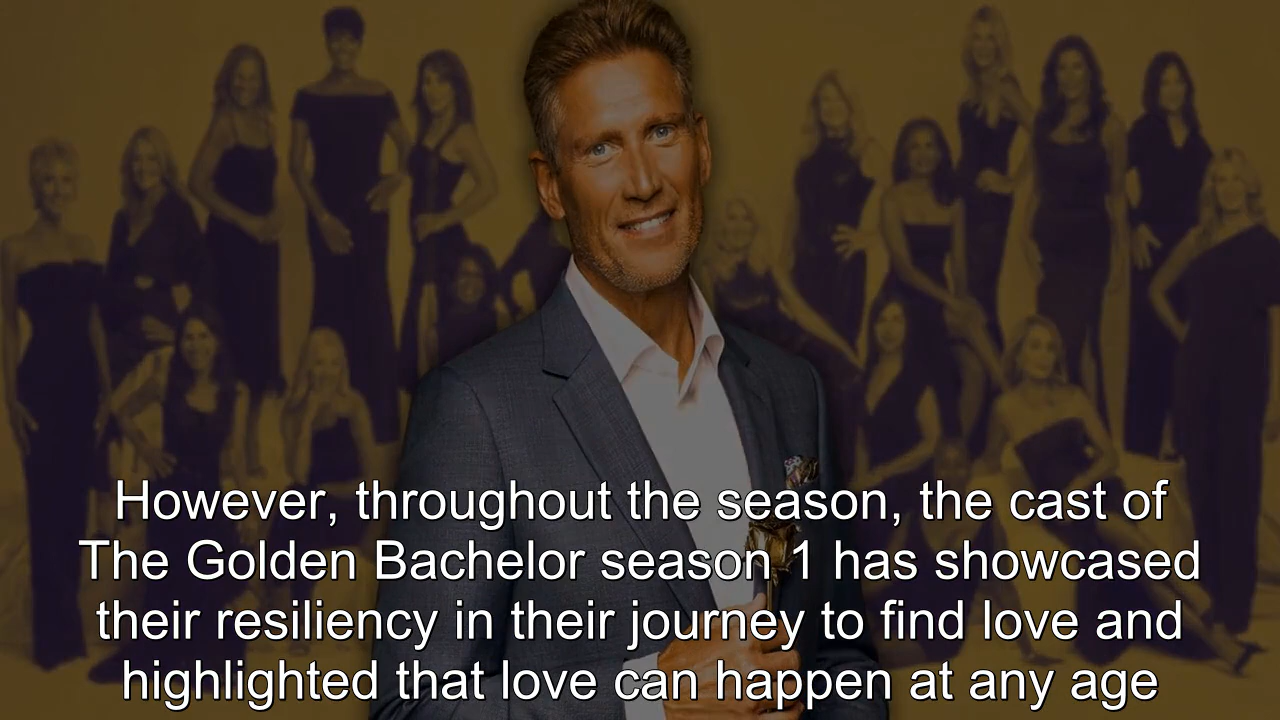 However, throughout the season, the cast of
The Golden Bachelor season 1 has showcased
their resiliency in their journey to find love and
highlighted that love can happen at any age